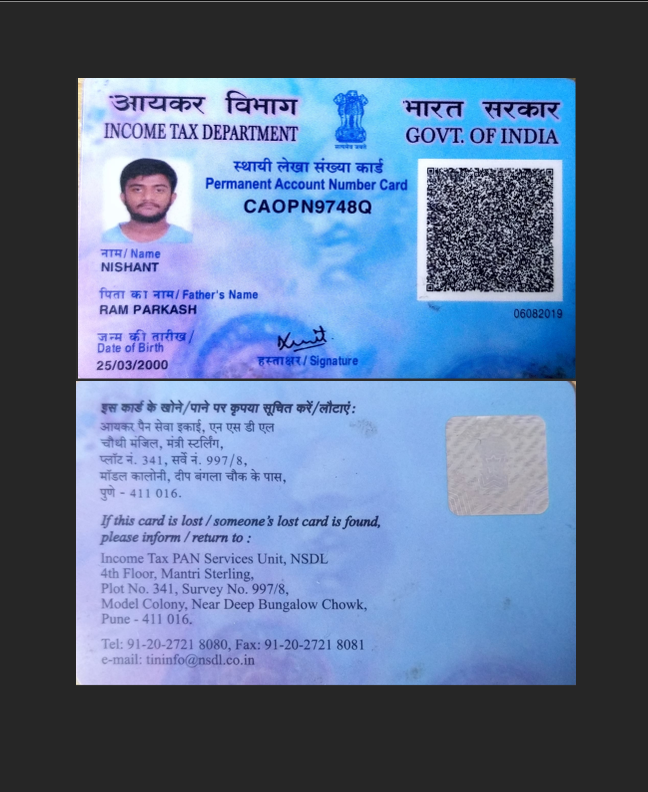 आयकर विभाग
INCOME TAX DEPARTMENT
सत्यमेव जयते
भारत सरकार
GOVT. OF INDIA
स्थायी लेखा संख्या कार्ड
Permanent Account Number Card
CAOPN9748Q
नाम / Name
NISHANT
पिता का नाम / Father's Name
RAM PARKASH
जन्म की तारीख /
Date of Birth
25/03/2000
हस्ताक्षर / Signature
06082019
इस कार्ड के खोने/पाने पर कृपया सूचित करें/लौटाएं :
आयकर पैन सेवा इकाई, एन एस डी एल
चौथी मंजिल, मंत्री स्टर्लिंग,
प्लॉट नं. 341, सर्वे नं. 997/8,
मॉडल कालोनी, दीप बंगला चौक के पास,
पुणे - 411 016.
If this card is lost / someone's lost card is found,
please inform / return to :
Income Tax PAN Services Unit, NSDL
4th Floor, Mantri Sterling,
Plot No. 341, Survey No. 997/8,
Model Colony, Near Deep Bungalow Chowk,
Pune - 411 016.
Tel: 91-20-2721 8080, Fax: 91-20-2721 8081
e-mail: tininfo@nsdl.co.in